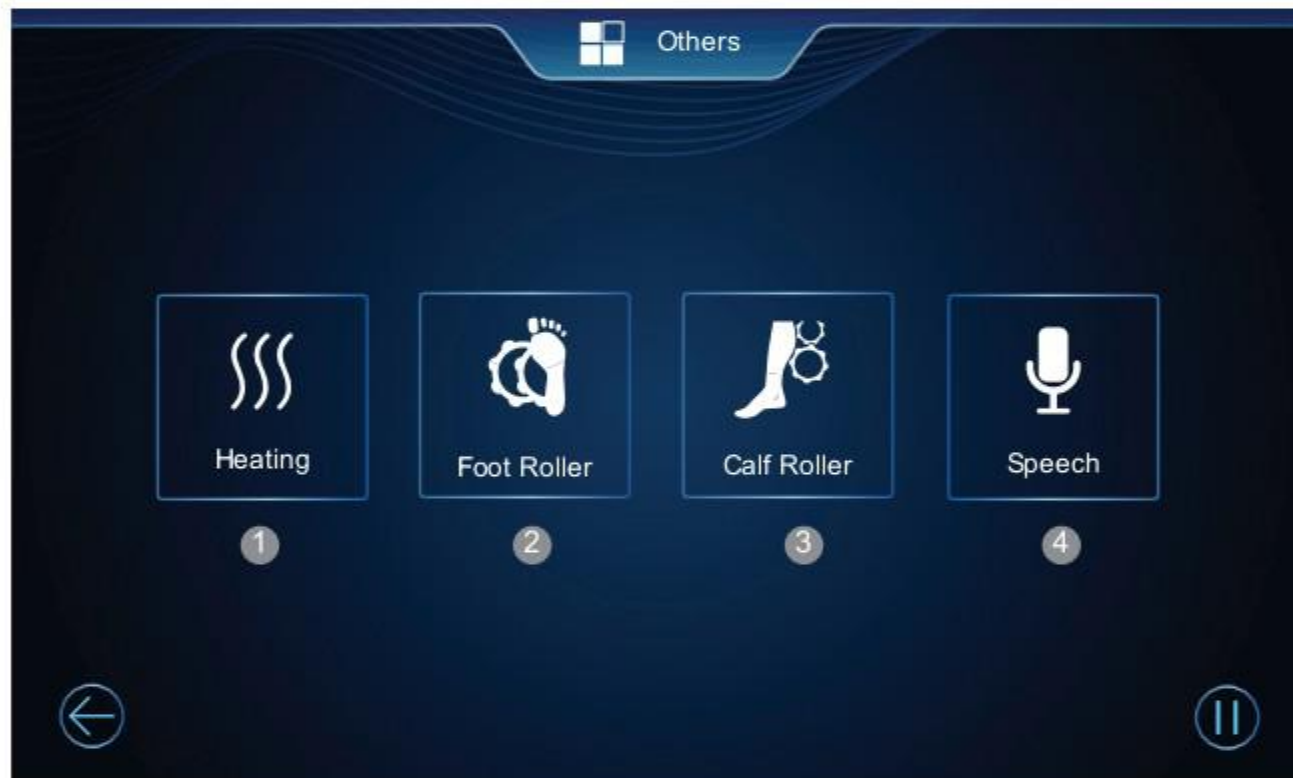 Others
Heating
Foot Roller
Calf Roller
Speech
1
2
3
4